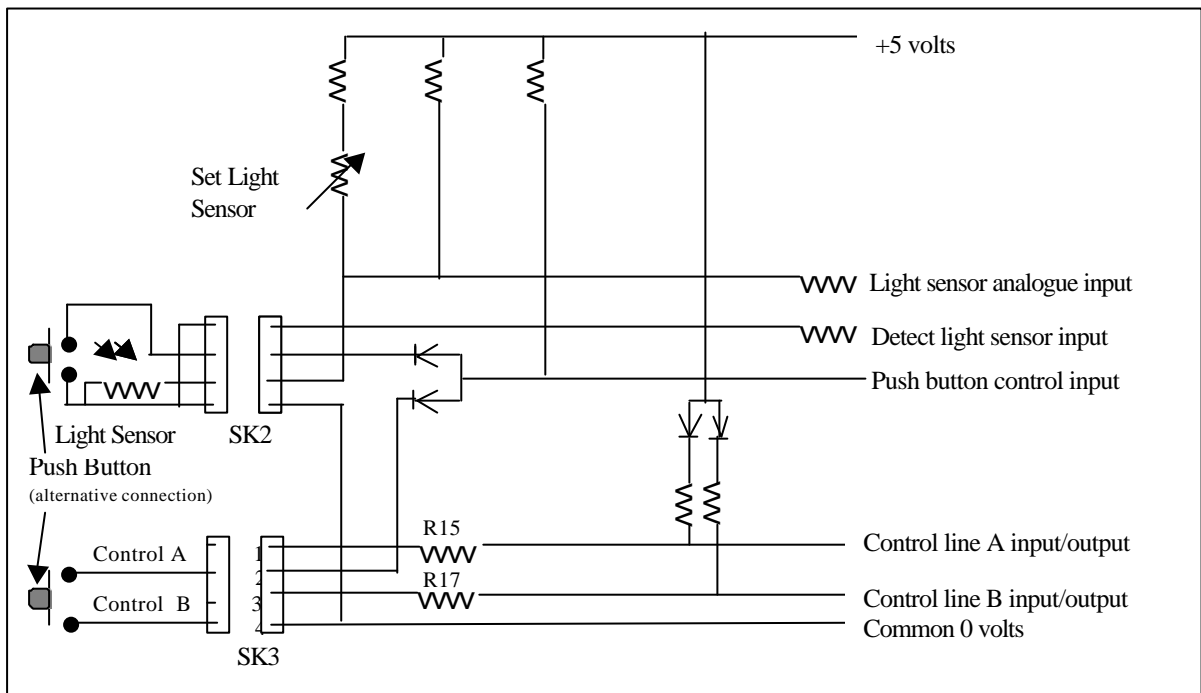 +5 volts
Set Light
Sensor
Light sensor analogue input
Detect light sensor input
Push button control input
Light Sensor
SK2
Push Button
(alternative connection)
R15
Control A
1
Control line A input/output
2
R17
Control B
3
Control line B input/output
4
Common 0 volts
SK3